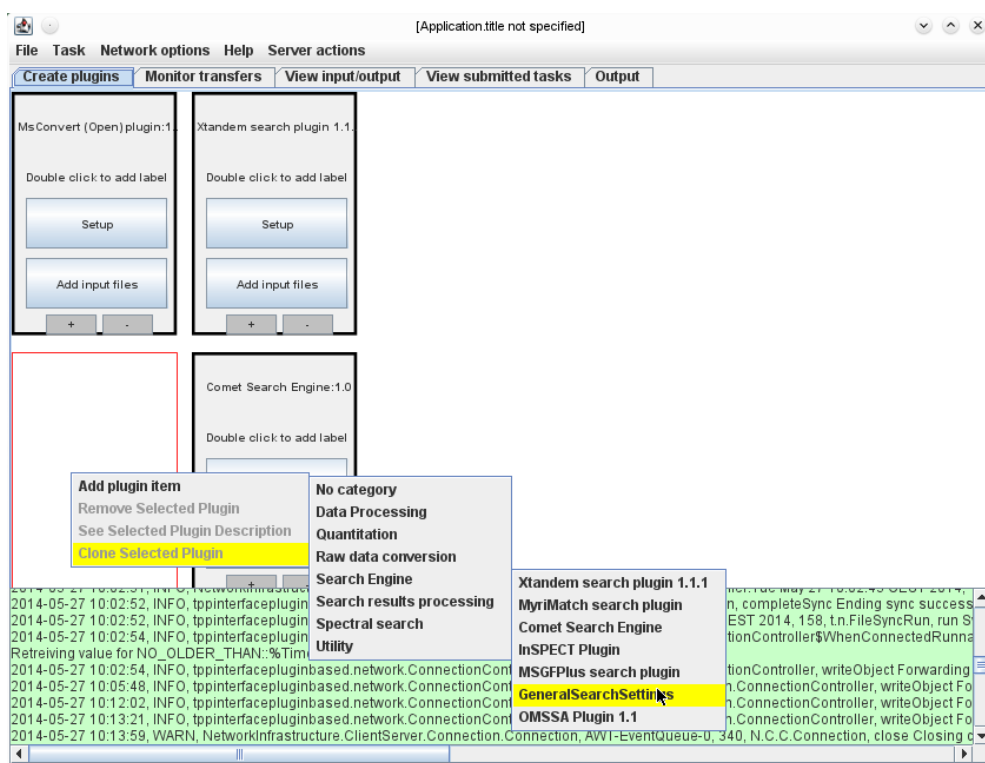 [Application.title not specified]
File Task Network options Help Server actions
Create plugins Monitor transfers View input/output View submitted tasks Output
MsConvert (Open) plugin:1.
Double click to add label
Setup
Add input files
+ -
Xtandem search plugin 1.1.
Double click to add label
Setup
Add input files
+ -
Comet Search Engine:1.0
Double click to add label
+
Add plugin item
Remove Selected Plugin
See Selected Plugin Description
Clone Selected Plugin
No category
Data Processing
Quantitation
Raw data conversion
Search Engine
Search results processing
Spectral search
Utility
Xtandem search plugin 1.1.1
MyriMatch search plugin
Comet Search Engine
InSPECT Plugin
MSGFPlus search plugin
GeneralSearchSettings
OMSSA Plugin 1.1
2014-05-27 10:02:52, INFO, tppinterfaceplugin n, completeSync Ending sync success
2014-05-27 10:02:52, INFO, tppinterfaceplugin EST 2014, 158, t.n.FileSyncRun, run S
2014-05-27 10:02:54, INFO, tppinterfaceplugin tionController$WhenConnectedRunna
Retreiving value for NO_OLDER_THAN::%Tim
2014-05-27 10:02:54, INFO, tppinterfacepluginbased.network.ConnectionCont tionController, writeObject Forwarding
2014-05-27 10:05:48, INFO, tppinterfacepluginbased.network.ConnectionCont n.ConnectionController, writeObject Fo
2014-05-27 10:12:02, INFO, tppinterfacepluginbased.network.ConnectionCont n.ConnectionController, writeObject Fo
2014-05-27 10:13:21, INFO, tppinterfacepluginbased.network.ConnectionCont n.ConnectionController, writeObject Fo
2014-05-27 10:13:59, WARN, NetworkInfrastructure.ClientServer.Connection.Connection, AWT-EventQueue-0, 340, N.C.C.Connection, close Closing c